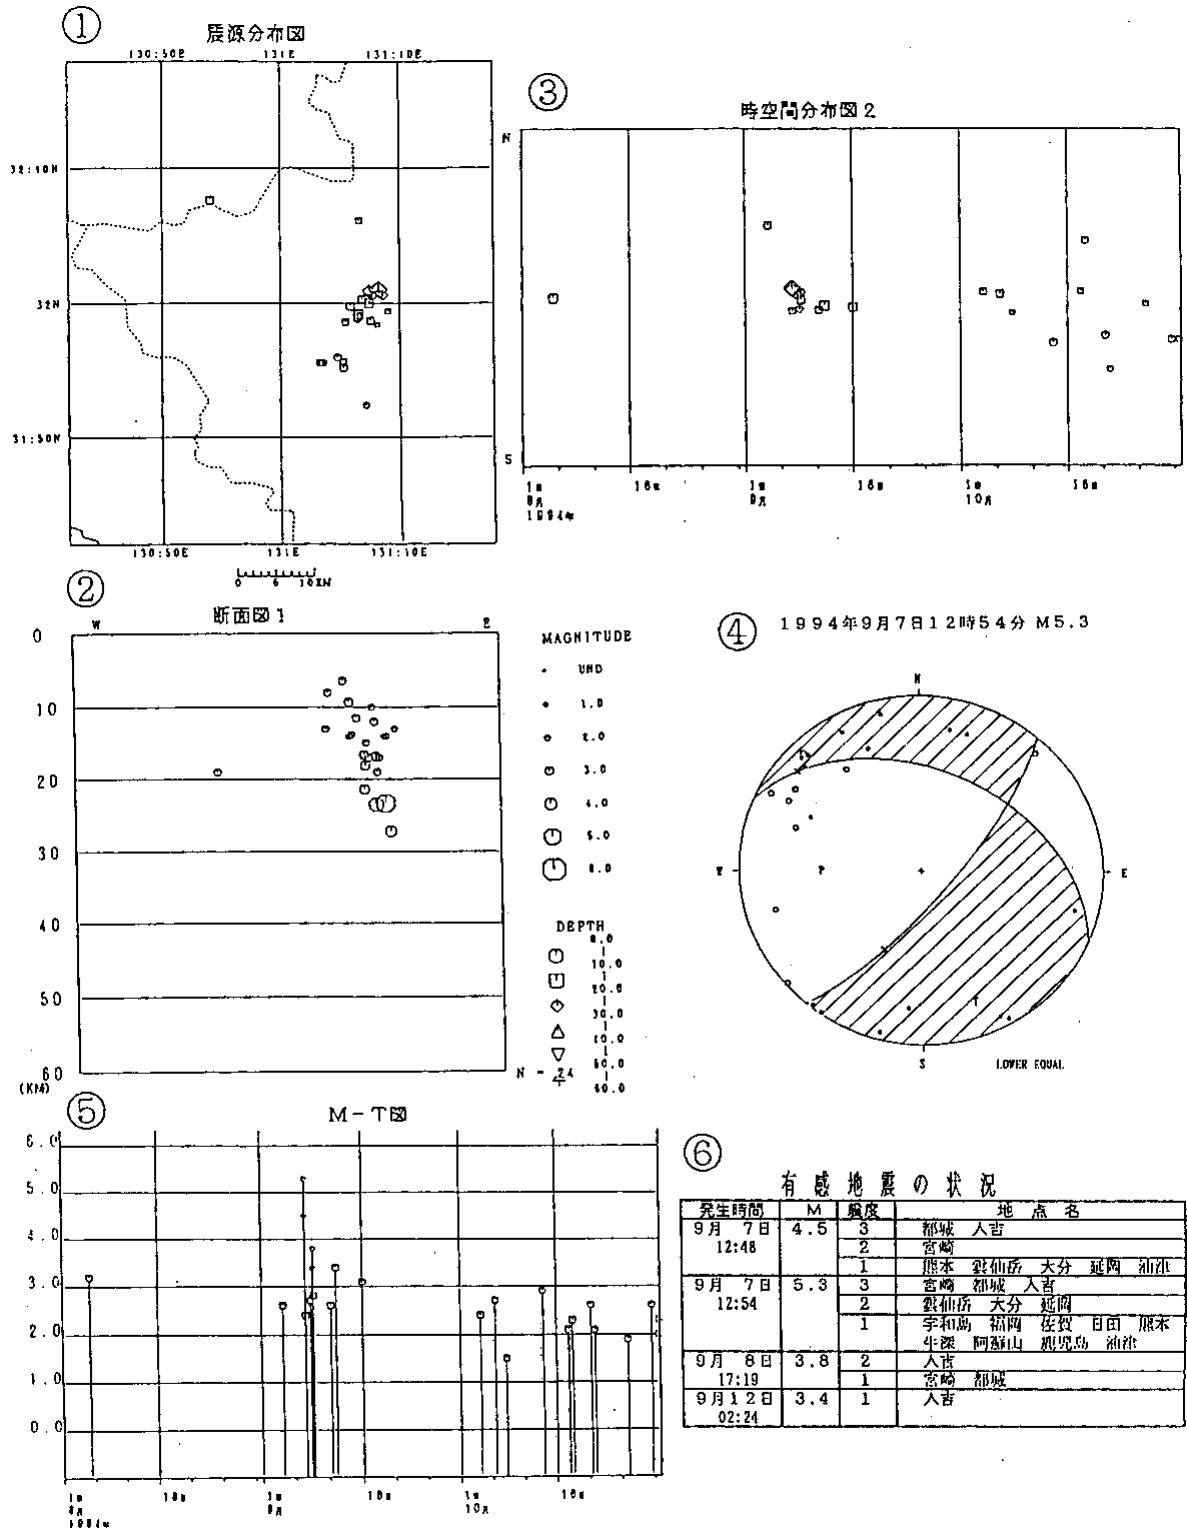 ①
震源分布図
130:50E 131E 131:10E
32:10N
32N
31:50N
130:50E 131E 131:10E
③
時空間分布図2
N
S
9月
10月
1994年
②
断面図1
W E
0
10
20
30
40
50
60
(KM)
N = 24
MAGNITUDE
UND
1.0
2.0
3.0
4.0
5.0
6.0
DEPTH
0.0
10.0
20.0
30.0
40.0
50.0
60.0
④
1994年9月7日12時54分 M5.3
N
W P E
T
S
LOWER EQUAL
⑤
M-T図
6.0
5.0
4.0
3.0
2.0
1.0
0.0
9月
10月
1994年
⑥
有感地震の状況
発生時間 M 震度 地点名
9月 7日 4.5 3 都城 人吉
12:48 2 宮崎
1 熊本 雲仙岳 大分 延岡 油津
9月 7日 5.3 3 宮崎 都城 人吉
12:54 2 雲仙岳 大分 延岡
1 宇和島 福岡 佐賀 日田 熊本
牛深 阿蘇山 鹿児島 油津
9月 8日 3.8 2 人吉
17:19 1 宮崎 都城
9月12日 3.4 1 人吉
02:24